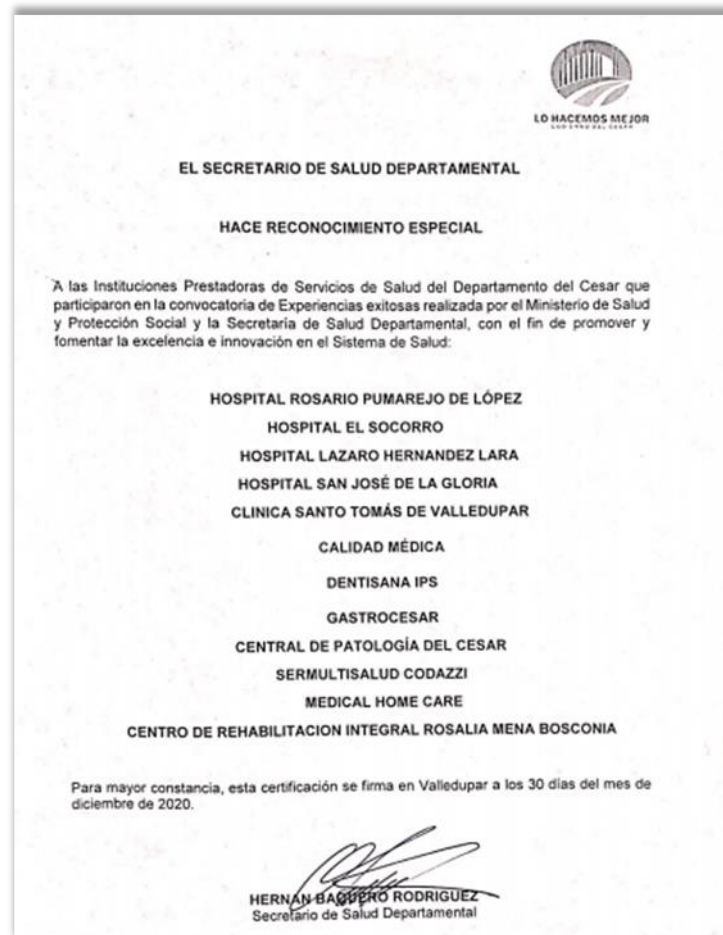 LO HACEMOS MEJOR
EL SECRETARIO DE SALUD DEPARTAMENTAL
HACE RECONOCIMIENTO ESPECIAL
A las Instituciones Prestadoras de Servicios de Salud del Departamento del Cesar que
participaron en la convocatoria de Experiencias exitosas realizada por el Ministerio de Salud
y Protección Social y la Secretaría de Salud Departamental, con el fin de promover y
fomentar la excelencia e innovación en el Sistema de Salud:
HOSPITAL ROSARIO PUMAREJO DE LÓPEZ
HOSPITAL EL SOCORRO
HOSPITAL LAZARO HERNANDEZ LARA
HOSPITAL SAN JOSÉ DE LA GLORIA
CLINICA SANTO TOMÁS DE VALLEDUPAR
CALIDAD MÉDICA
DENTISANA IPS
GASTROCESAR
CENTRAL DE PATOLOGÍA DEL CESAR
SERMULTISALUD CODAZZI
MEDICAL HOME CARE
CENTRO DE REHABILITACION INTEGRAL ROSALIA MENA BOSCONIA
Para mayor constancia, esta certificación se firma en Valledupar a los 30 días del mes de
diciembre de 2020.
HERNÁN BAQUERO RODRIGUEZ
Secretario de Salud Departamental